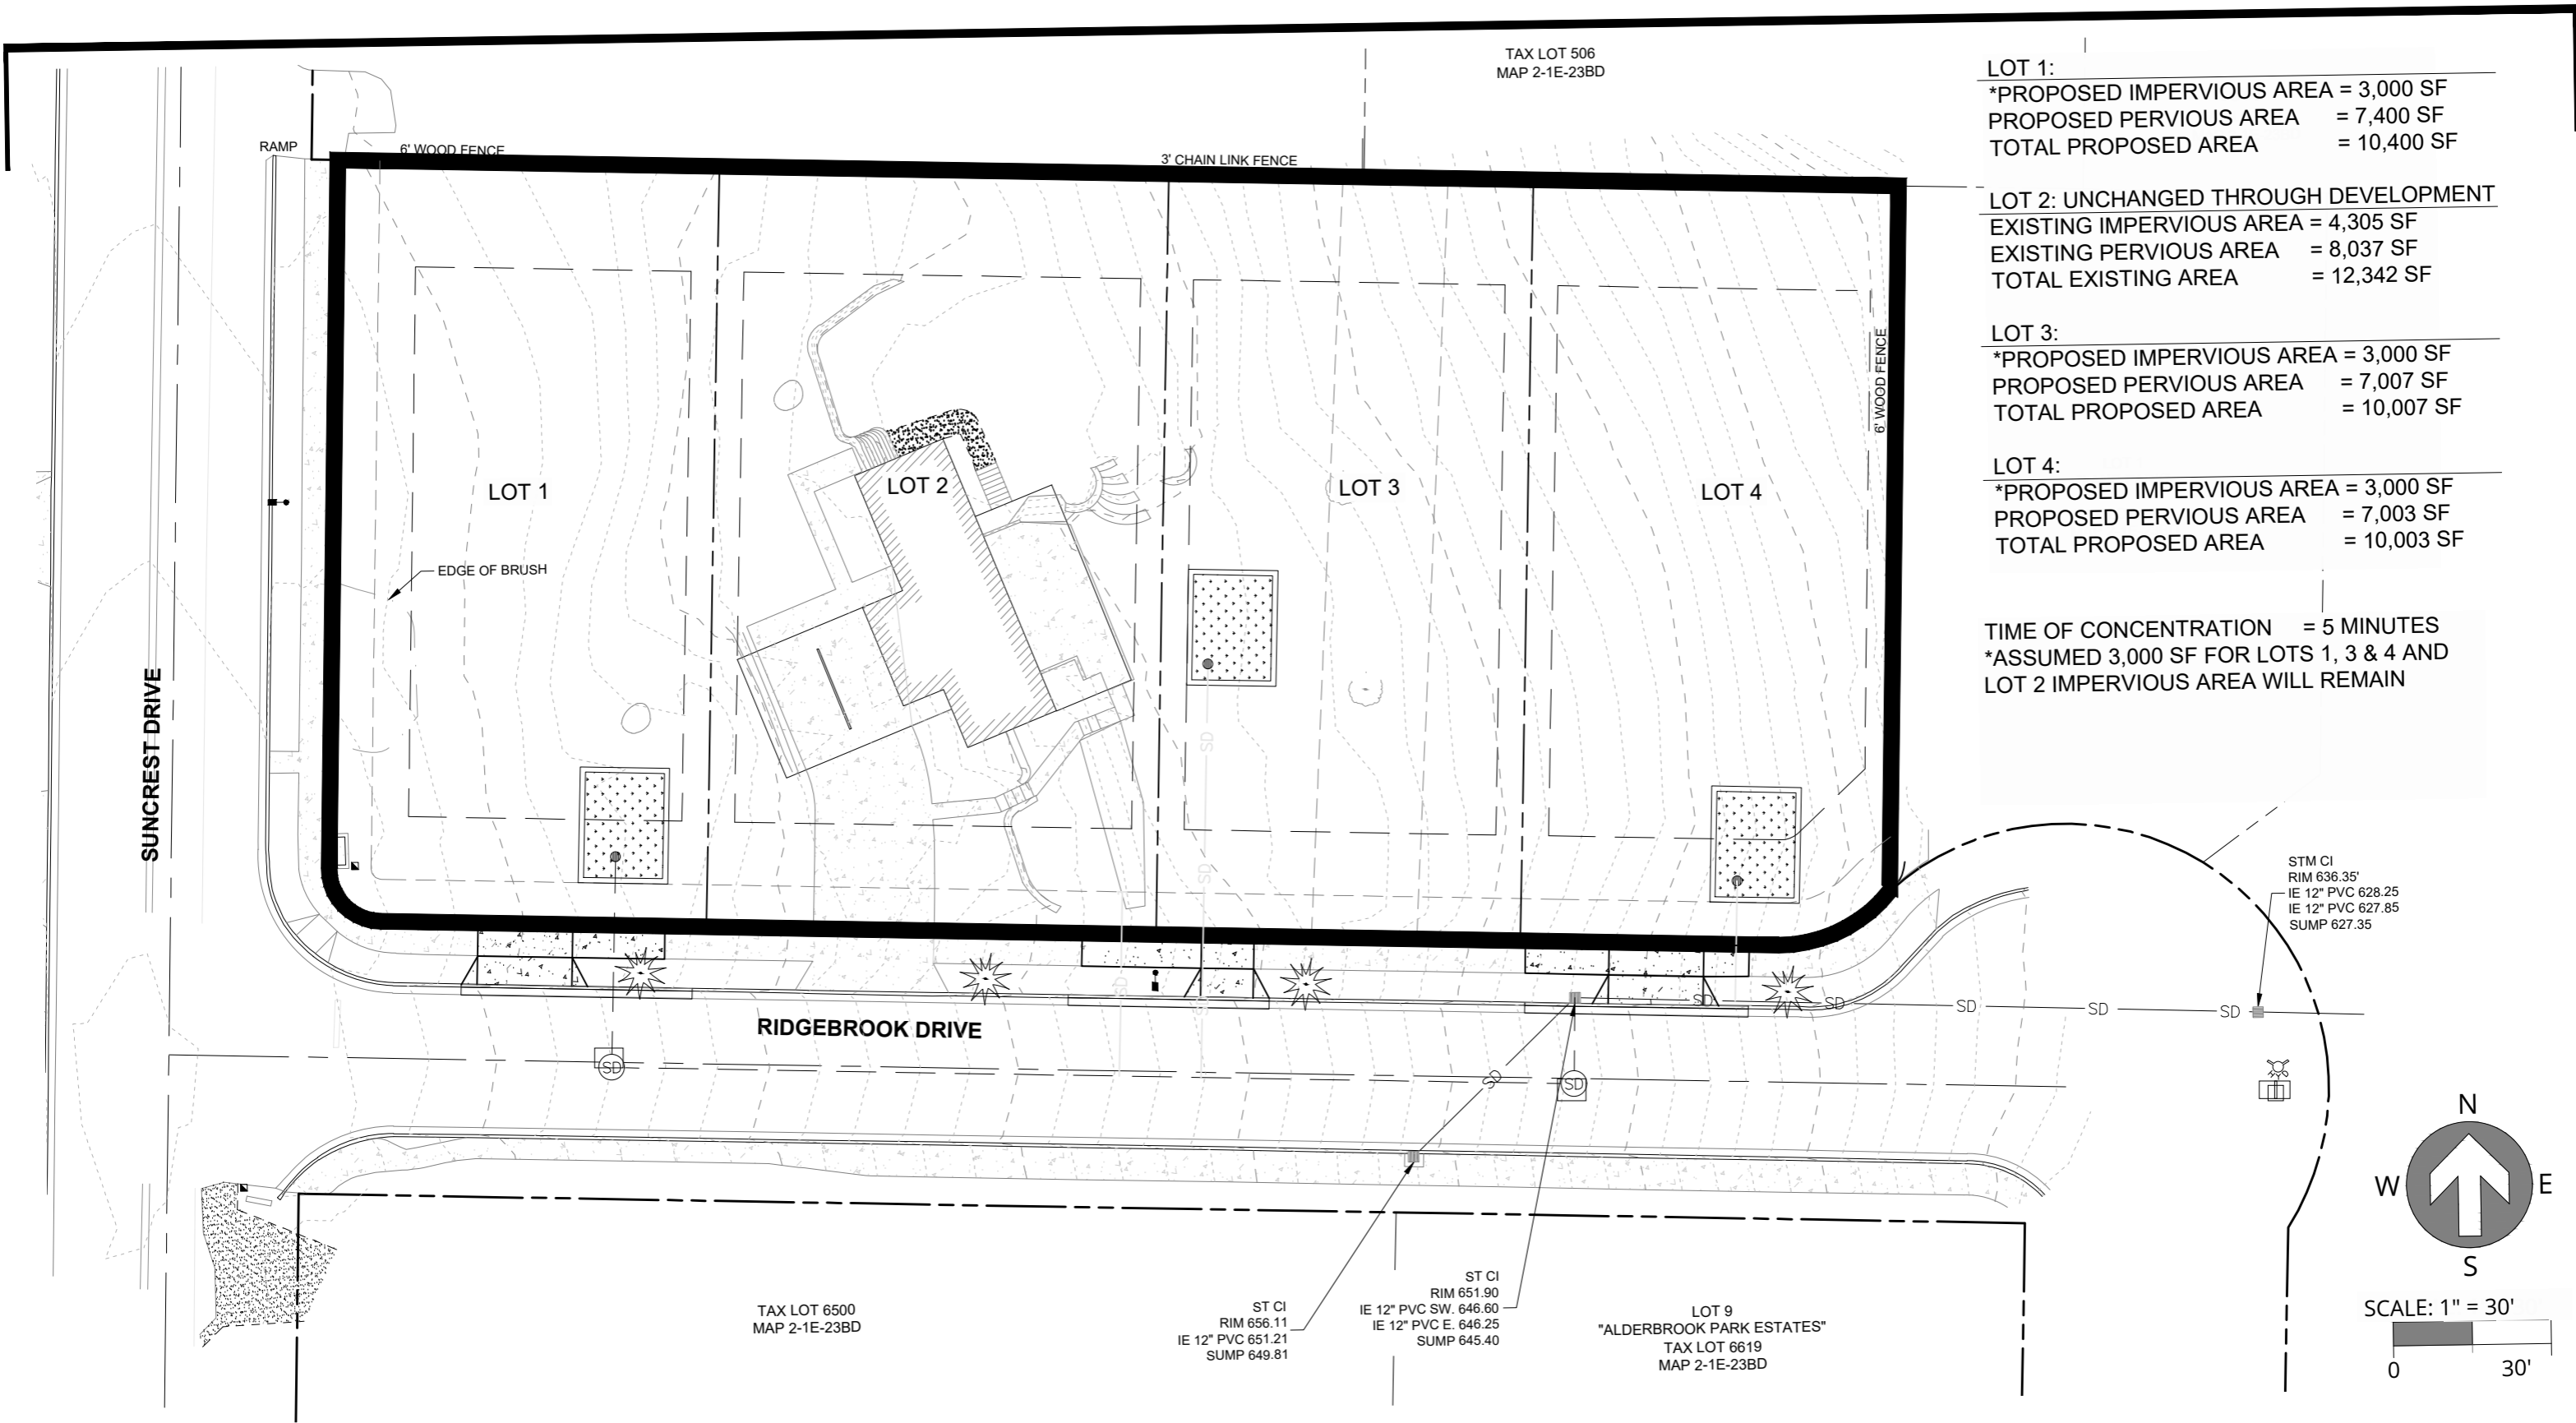 TAX LOT 506
MAP 2-1E-23BD
LOT 1:
*PROPOSED IMPERVIOUS AREA = 3,000 SF
PROPOSED PERVIOUS AREA = 7,400 SF
TOTAL PROPOSED AREA = 10,400 SF
LOT 2: UNCHANGED THROUGH DEVELOPMENT
EXISTING IMPERVIOUS AREA = 4,305 SF
EXISTING PERVIOUS AREA = 8,037 SF
TOTAL EXISTING AREA = 12,342 SF
LOT 3:
*PROPOSED IMPERVIOUS AREA = 3,000 SF
PROPOSED PERVIOUS AREA = 7,007 SF
TOTAL PROPOSED AREA = 10,007 SF
LOT 4:
*PROPOSED IMPERVIOUS AREA = 3,000 SF
PROPOSED PERVIOUS AREA = 7,003 SF
TOTAL PROPOSED AREA = 10,003 SF
TIME OF CONCENTRATION = 5 MINUTES
*ASSUMED 3,000 SF FOR LOTS 1, 3 & 4 AND
LOT 2 IMPERVIOUS AREA WILL REMAIN
RAMP
6' WOOD FENCE
3' CHAIN LINK FENCE
6' WOOD FENCE
LOT 1
LOT 2
LOT 3
LOT 4
EDGE OF BRUSH
SUNCREST DRIVE
SD
SD
SD
SD
STM CI
RIM 636.35'
IE 12" PVC 628.25
IE 12" PVC 627.85
SUMP 627.35
SD
SD
SD
SD
SD
RIDGEBROOK DRIVE
SD
SD
SD
N
W
E
S
SCALE: 1" = 30'
0
30'
ST CI
RIM 656.11
IE 12" PVC 651.21
SUMP 649.81
ST CI
RIM 651.90
IE 12" PVC SW. 646.60
IE 12" PVC E. 646.25
SUMP 645.40
TAX LOT 6500
MAP 2-1E-23BD
LOT 9
"ALDERBROOK PARK ESTATES"
TAX LOT 6619
MAP 2-1E-23BD